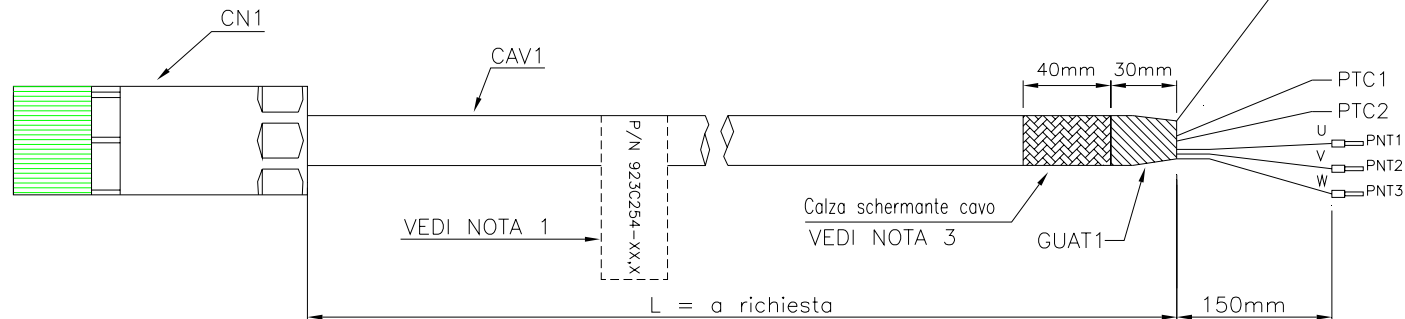 CN1
CAV1
40mm
30mm
PTC1
PTC2
U
PNT1
V
PNT2
W
PNT3
P/N 923C254-XX.X
VEDI NOTA 1
Calza schermante cavo
VEDI NOTA 3
GUAT1
L = a richiesta
150mm